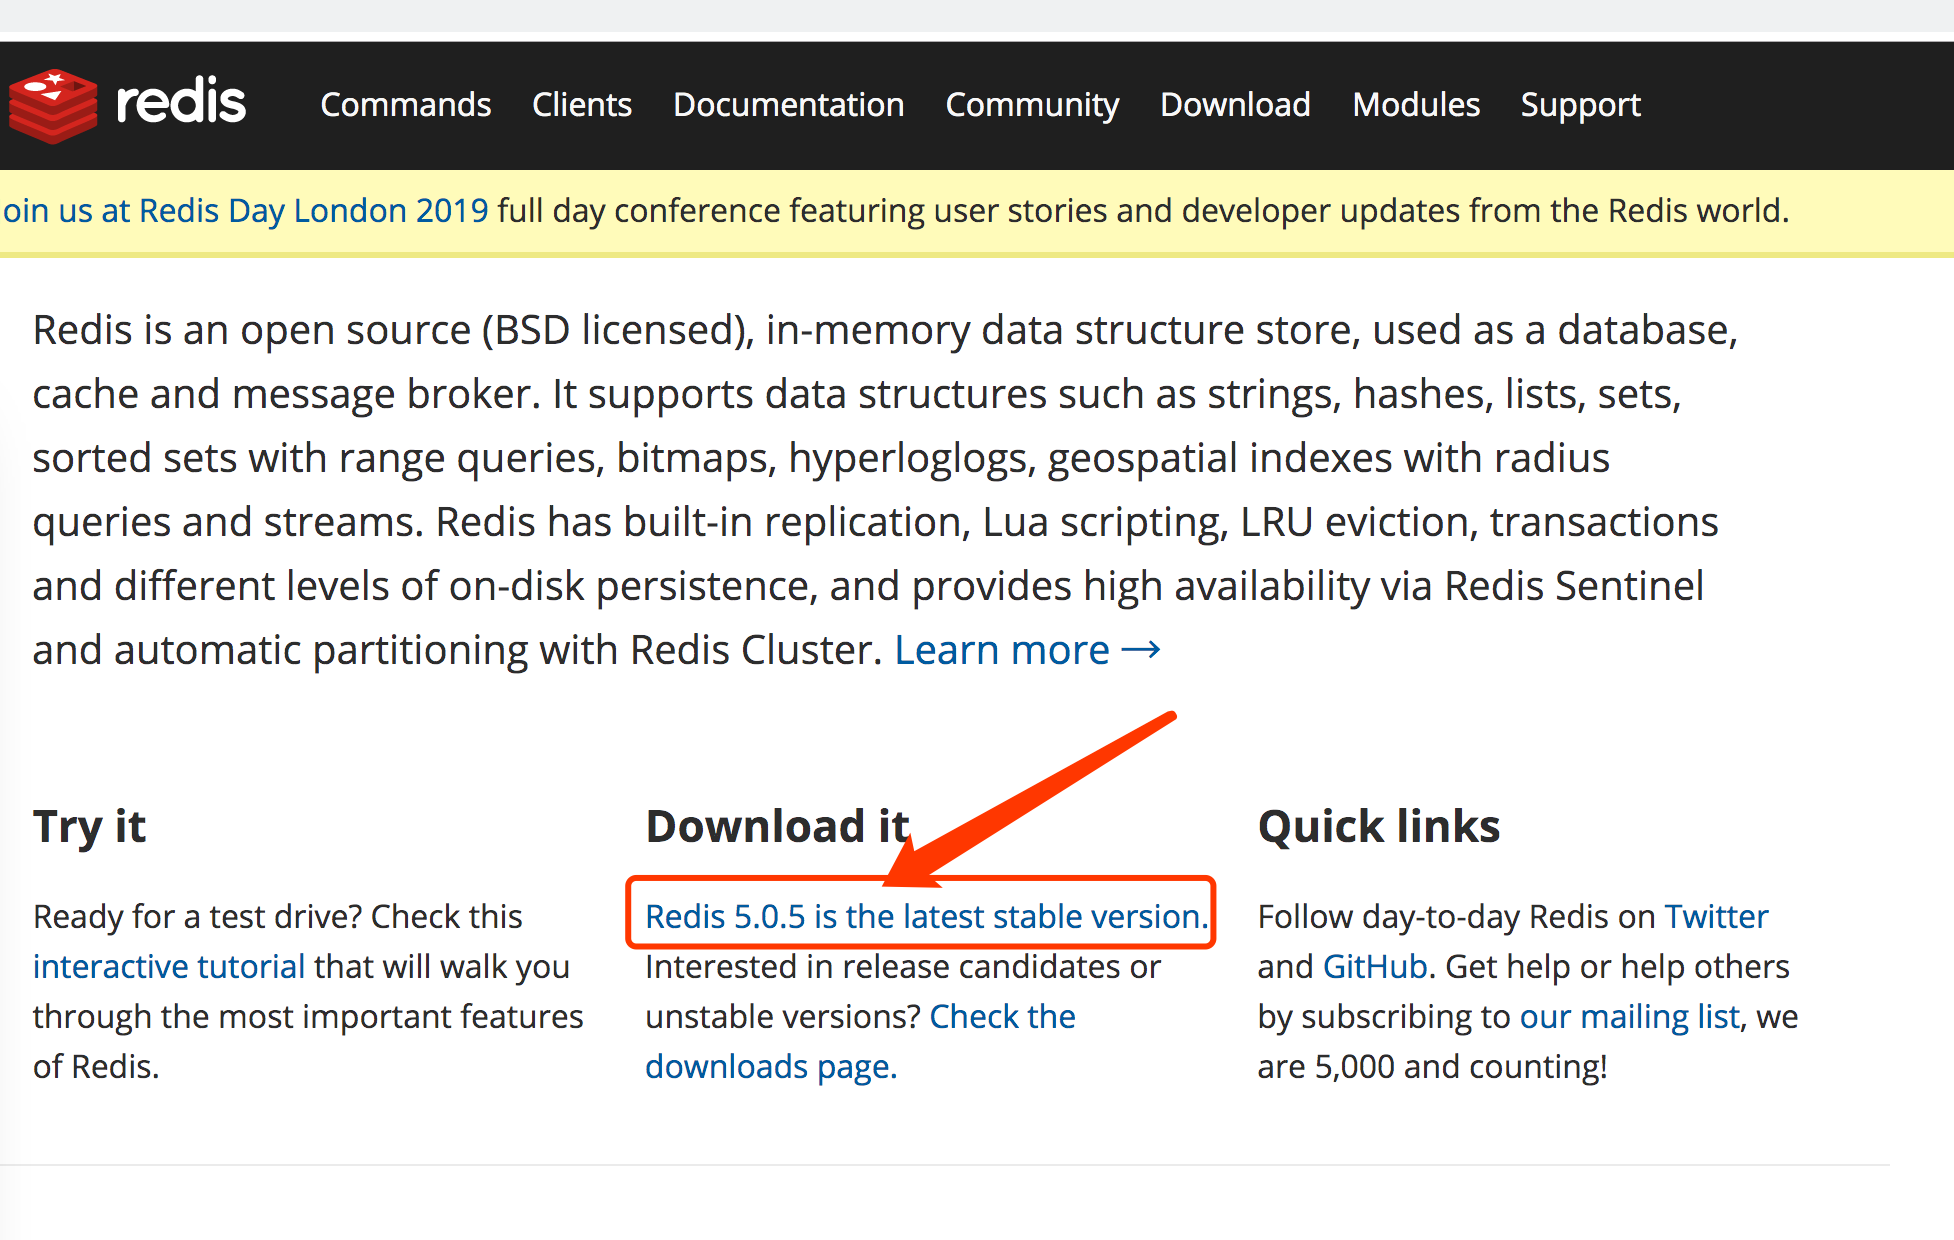 redis Commands Clients Documentation Community Download Modules Support
oin us at Redis Day London 2019 full day conference featuring user stories and developer updates from the Redis world.
Redis is an open source (BSD licensed), in-memory data structure store, used as a database,
cache and message broker. It supports data structures such as strings, hashes, lists, sets,
sorted sets with range queries, bitmaps, hyperloglogs, geospatial indexes with radius
queries and streams. Redis has built-in replication, Lua scripting, LRU eviction, transactions
and different levels of on-disk persistence, and provides high availability via Redis Sentinel
and automatic partitioning with Redis Cluster. Learn more →
Try it
Ready for a test drive? Check this
interactive tutorial that will walk you
through the most important features
of Redis.
Download it
Redis 5.0.5 is the latest stable version.
Interested in release candidates or
unstable versions? Check the
downloads page.
Quick links
Follow day-to-day Redis on Twitter
and GitHub. Get help or help others
by subscribing to our mailing list, we
are 5,000 and counting!